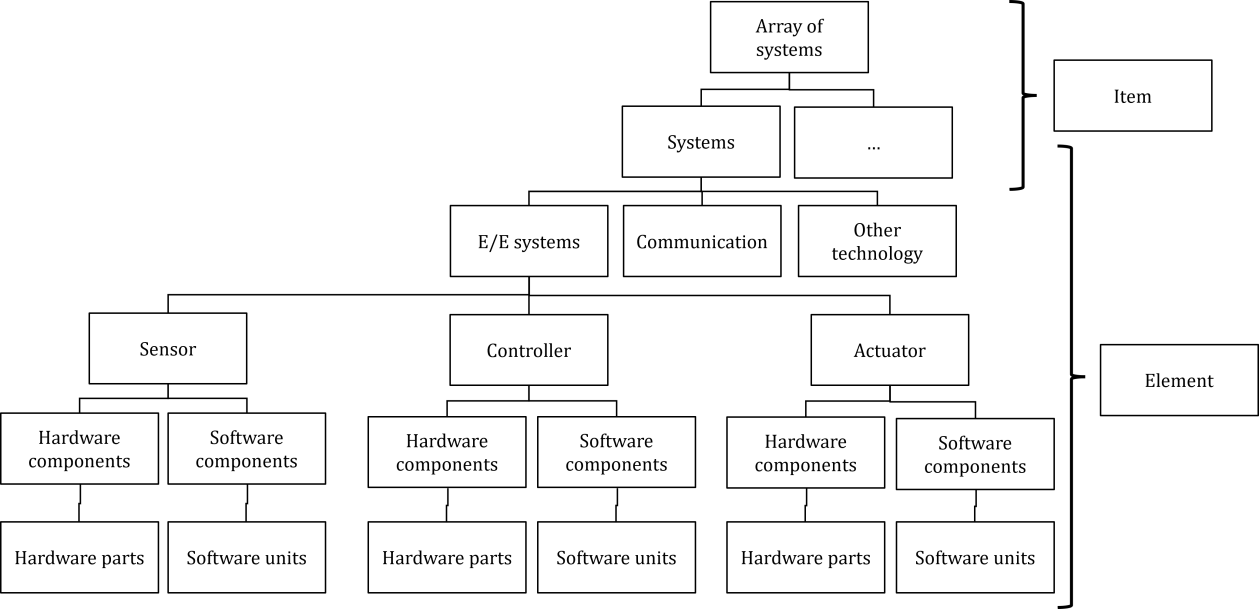 Array of
systems
Item
Systems
...
E/E systems
Communication
Other
technology
Sensor
Controller
Actuator
Element
Hardware
components
Software
components
Hardware
components
Software
components
Hardware
components
Software
components
Hardware parts
Software units
Hardware parts
Software units
Hardware parts
Software units